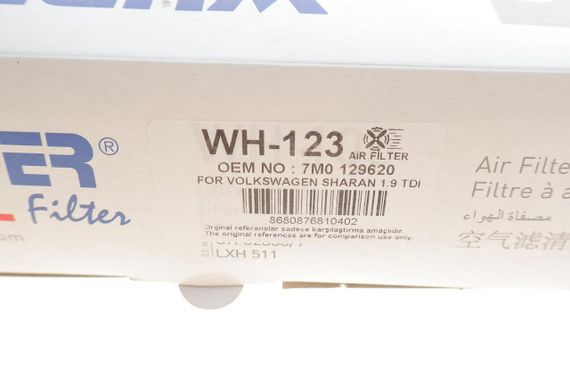 WH-123
AiR FILTER
OEM NO : 7M0 129620
FOR VOLKSWAGEN SHARAN 1.9 TDI
8680876810402
Orijinal referanslar sadece karşılaştırma amaçlıdır.
The original references are for comparison use only.
LXH 511
Filter
Air Filte
Filtre à a
مصفاة الهواء
空气滤清